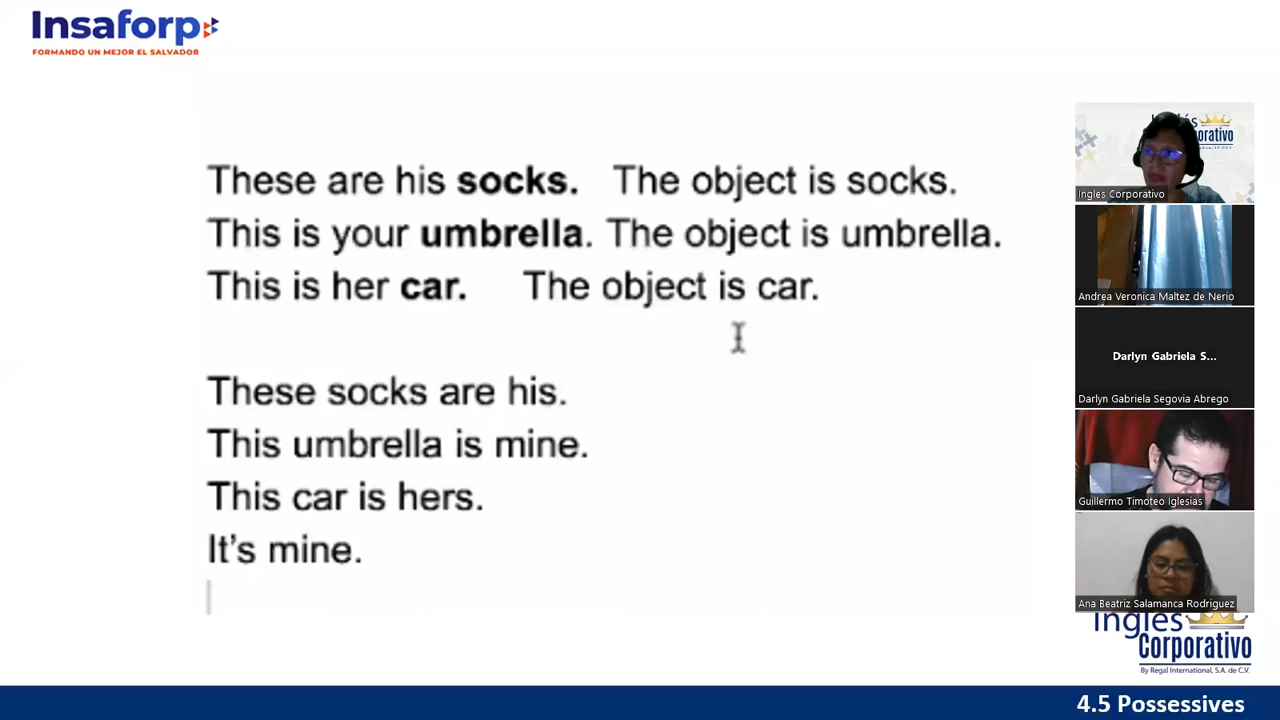 Insaforp
FORMANDO UN MEJOR EL SALVADOR
These are his socks. The object is socks.
This is your umbrella. The object is umbrella.
This is her car. The object is car.
These socks are his.
This umbrella is mine.
This car is hers.
It's mine.
Ingles Corporativo
Andrea Veronica Maltez de Nerio
Darlyn Gabriela S...
Darlyn Gabriela Segovia Abrego
Guillermo Timoteo Iglesias
Ana Beatriz Salamanca Rodriguez
Inglés
Corporativo
By Regal International, S.A. de C.V.
4.5 Possessives